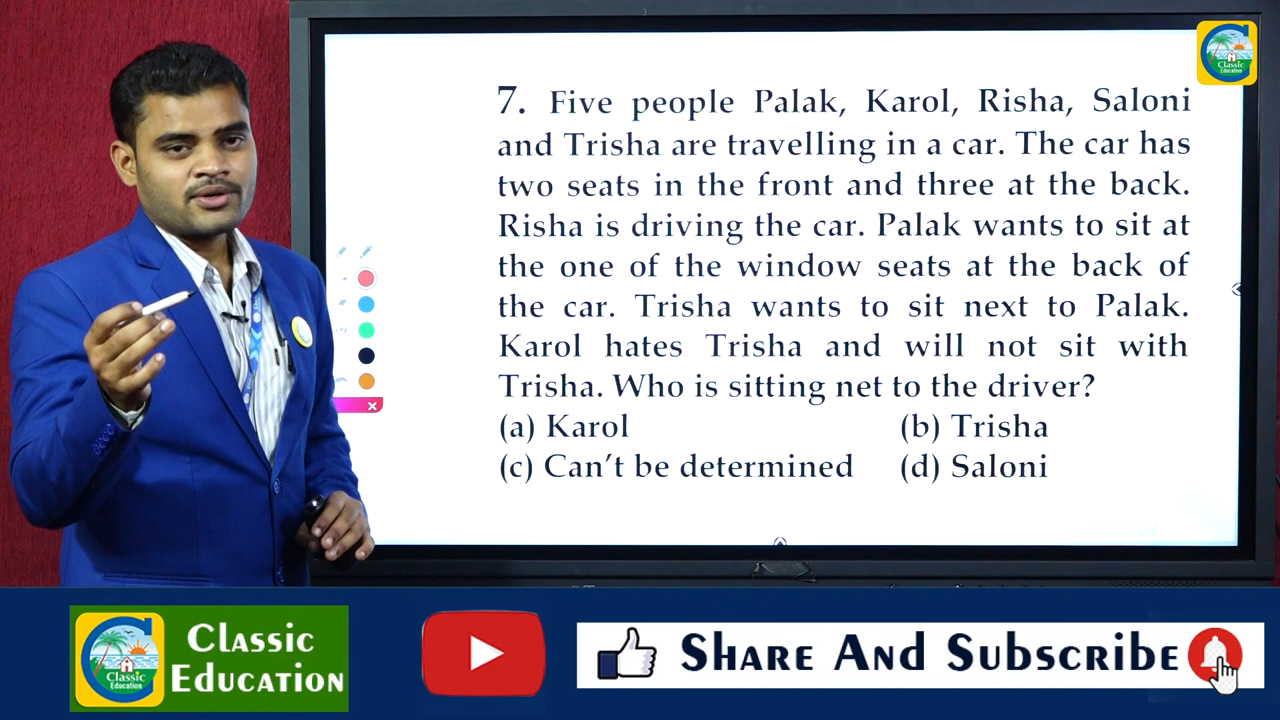 Classic
Education
7. Five people Palak, Karol, Risha, Saloni
and Trisha are travelling in a car. The car has
two seats in the front and three at the back.
Risha is driving the car. Palak wants to sit at
the one of the window seats at the back of
the car. Trisha wants to sit next to Palak.
Karol hates Trisha and will not sit with
Trisha. Who is sitting net to the driver?
(a) Karol (b) Trisha
(c) Can't be determined (d) Saloni
Classic
Education
Classic
Education
Share And Subscribe